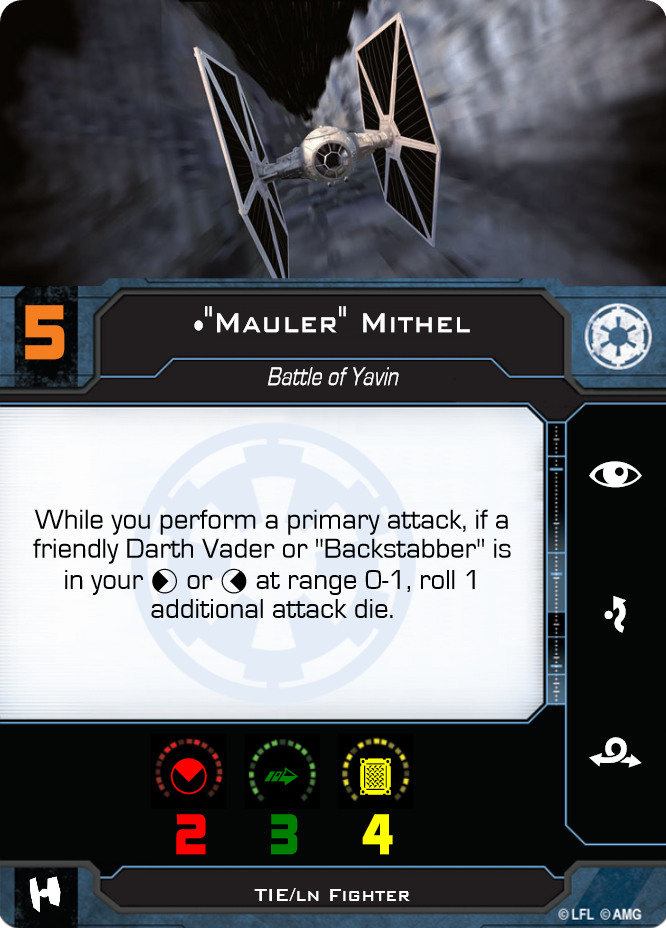 5
•"Mauler" Mithel
Battle of Yavin
While you perform a primary attack, if a
friendly Darth Vader or "Backstabber" is
in your or at range 0-1, roll 1
additional attack die.
2 3 4
TIE/ln Fighter
© LFL © AMG